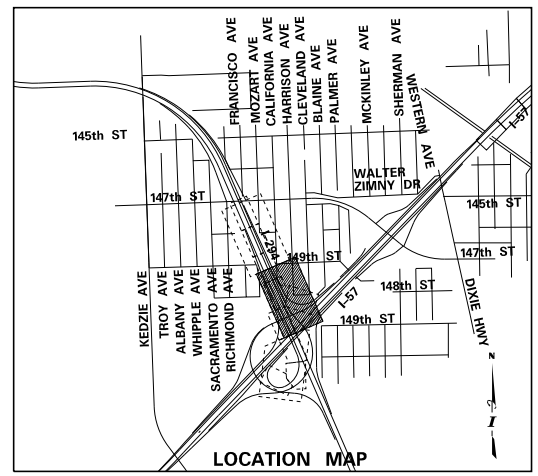 FRANCISCO AVE
MOZART AVE
CALIFORNIA AVE
HARRISON AVE
CLEVELAND AVE
BLAINE AVE
PALMER AVE
MCKINLEY AVE
SHERMAN AVE
WESTERN AVE
I-57
145th ST
WALTER
ZIMNY DR
147th ST
145th ST
I-294
149th ST
147th ST
148th ST
I-57
149th ST
DIXIE HWY
KEDZIE AVE
TROY AVE
ALBANY AVE
WHIPPLE AVE
SACRAMENTO AVE
RICHMOND AVE
N
LOCATION MAP